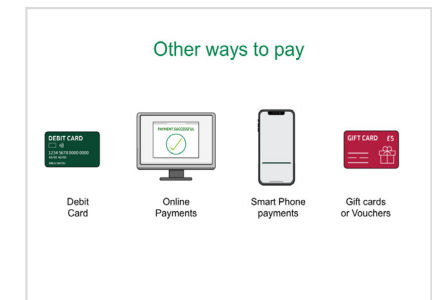 Other ways to pay
DEBIT CARD
1234 5678 0000 0000
PAYMENT SUCCESSFUL
GIFT CARD £5
Debit
Card
Online
Payments
Smart Phone
payments
Gift cards
or Vouchers